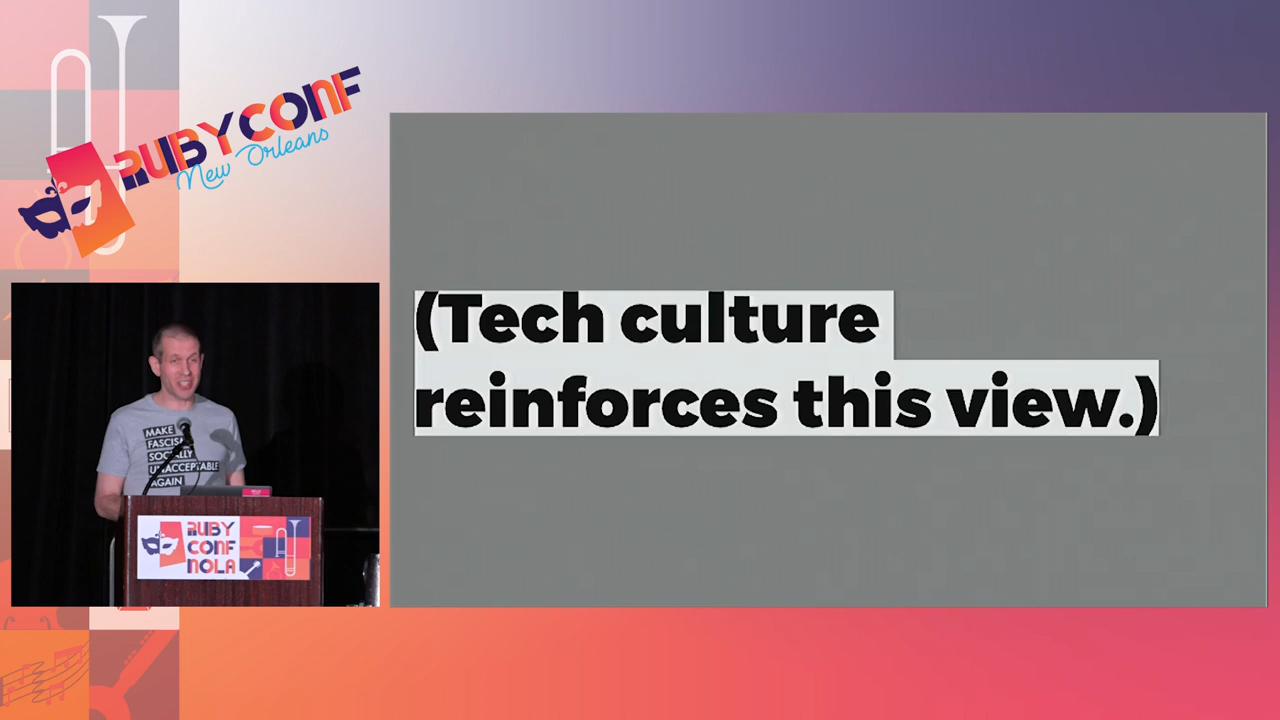 RUBYCONF
New Orleans
(Tech culture
reinforces this view.)
MAKE
FASCISM
SOCIALLY
UNACCEPTABLE
AGAIN
RUBY
CONF
NOLA